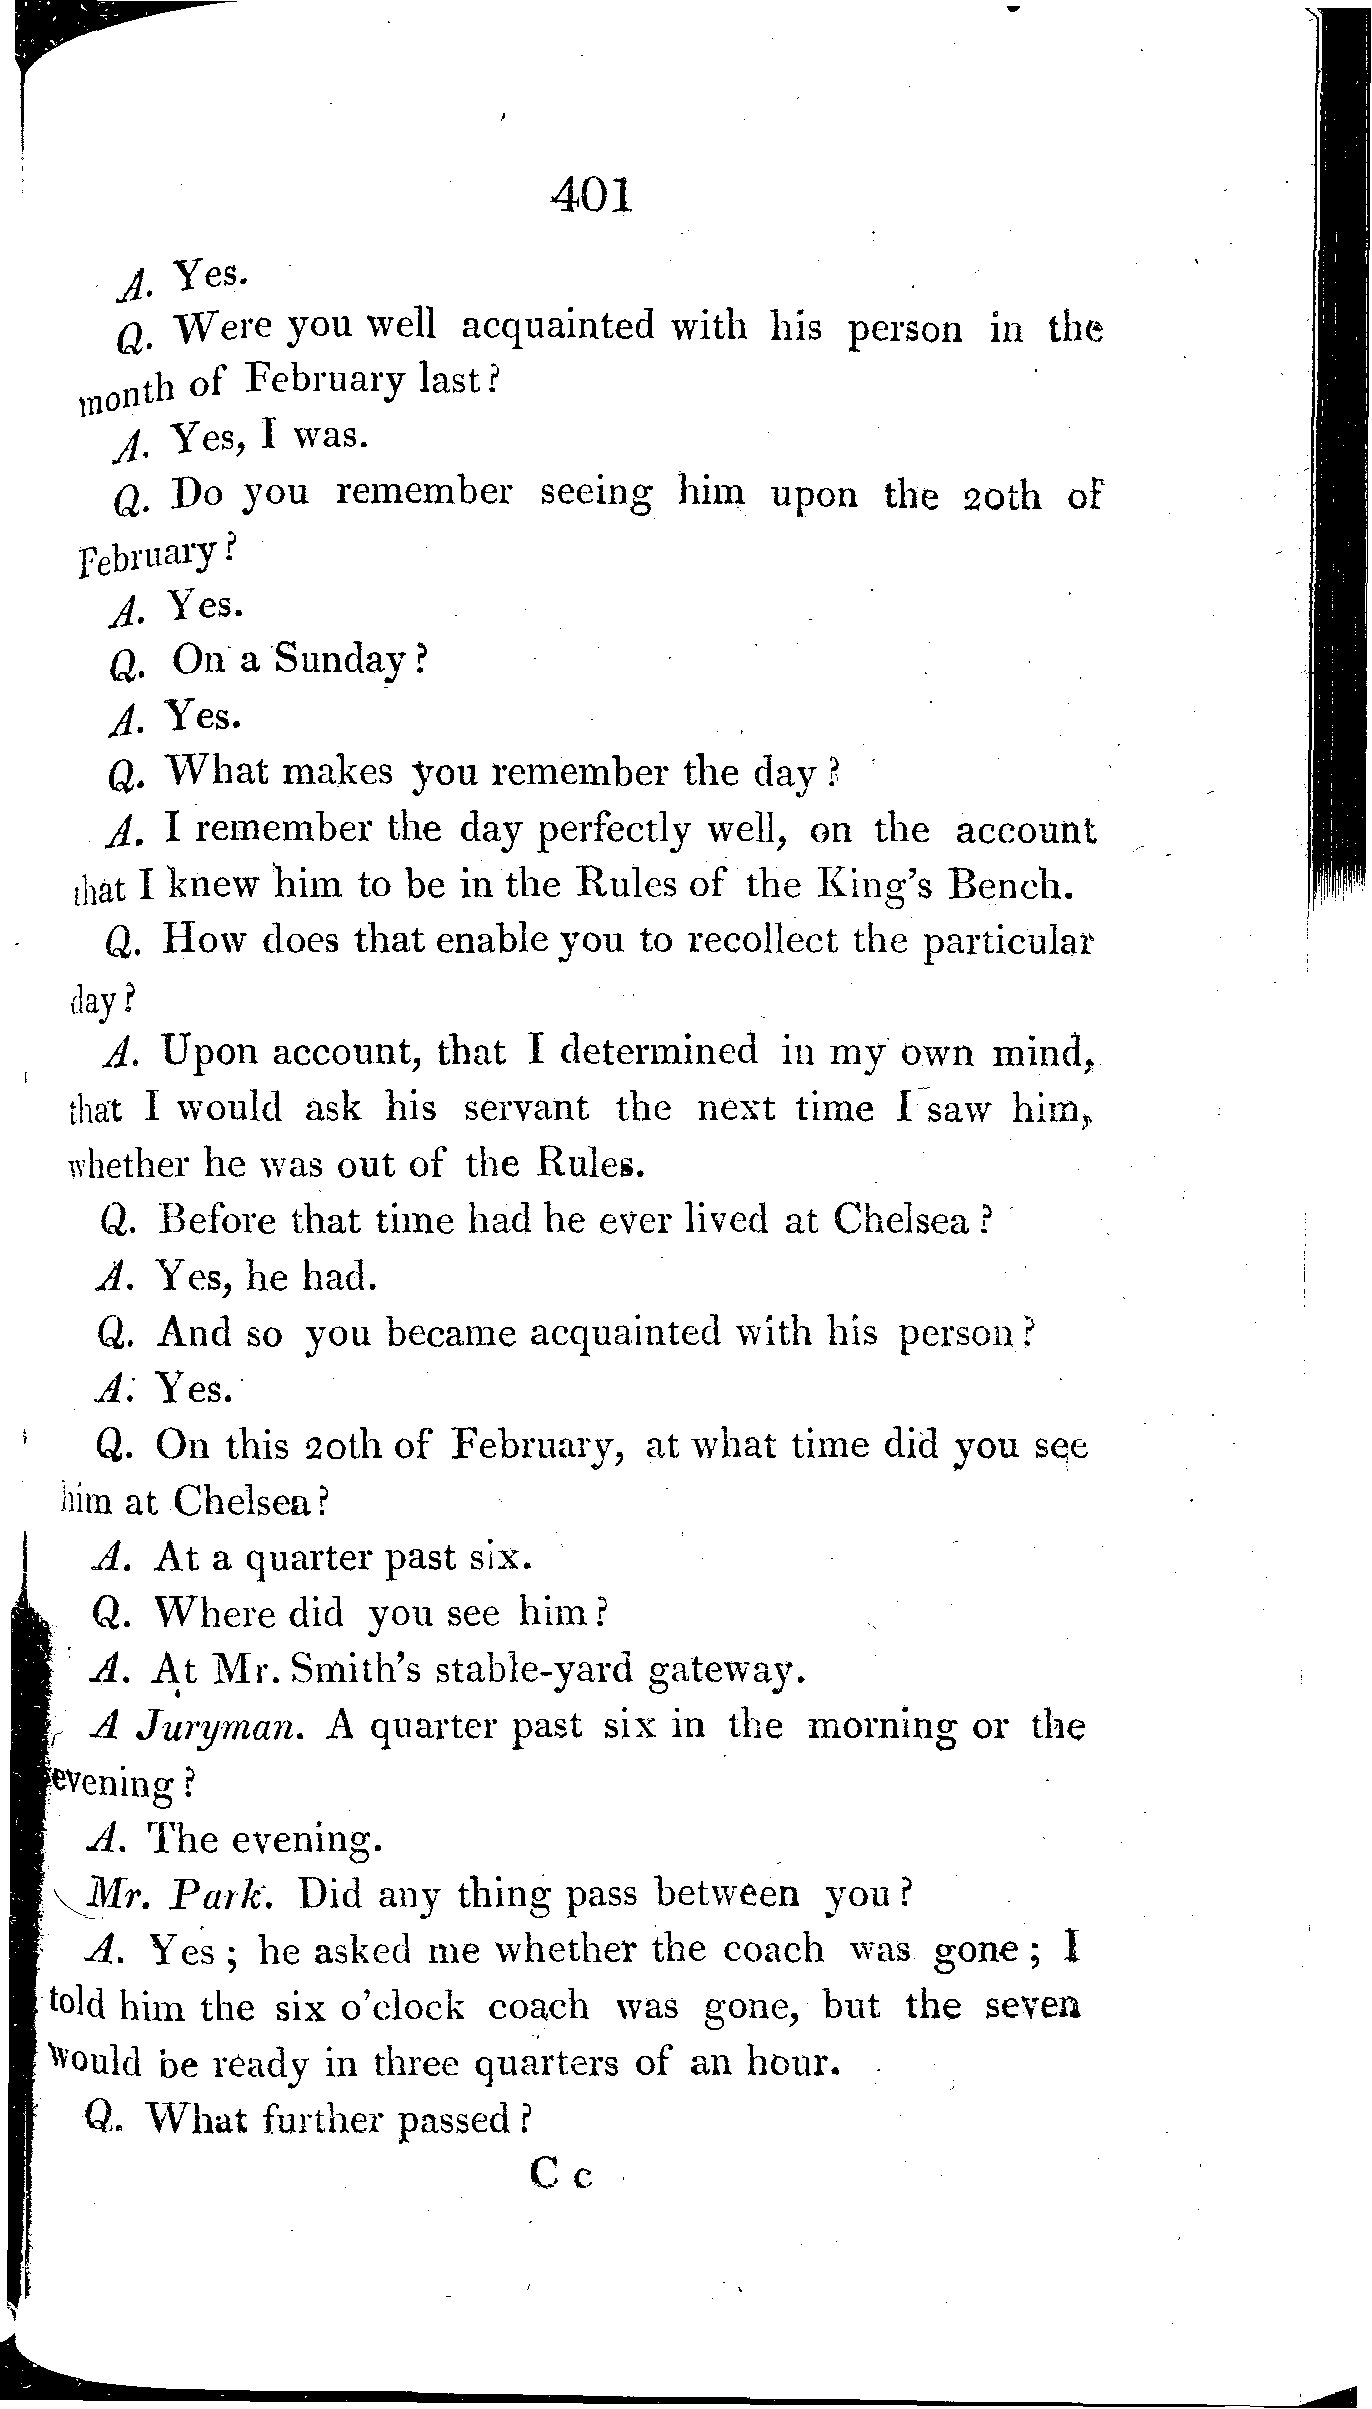 401
A. Yes.
Q. Were you well acquainted with his person in the
month of February last?
A. Yes, I was.
Q. Do you remember seeing him upon the 20th of
February?
A. Yes.
Q. On a Sunday?
A. Yes.
Q. What makes you remember the day?
A. I remember the day perfectly well, on the account
that I knew him to be in the Rules of the King's Bench.
Q. How does that enable you to recollect the particular
day?
A. Upon account, that I determined in my own mind,
that I would ask his servant the next time I saw him,
whether he was out of the Rules.
Q. Before that time had he ever lived at Chelsea?
A. Yes, he had.
Q. And so you became acquainted with his person?
A. Yes.
Q. On this 20th of February, at what time did you see
him at Chelsea?
A. At a quarter past six.
Q. Where did you see him?
A. At Mr. Smith's stable-yard gateway.
A Juryman. A quarter past six in the morning or the
evening?
A. The evening.
Mr. Park. Did any thing pass between you?
A. Yes; he asked me whether the coach was gone; I
told him the six o'clock coach was gone, but the seven
would be ready in three quarters of an hour.
Q. What further passed?
C c